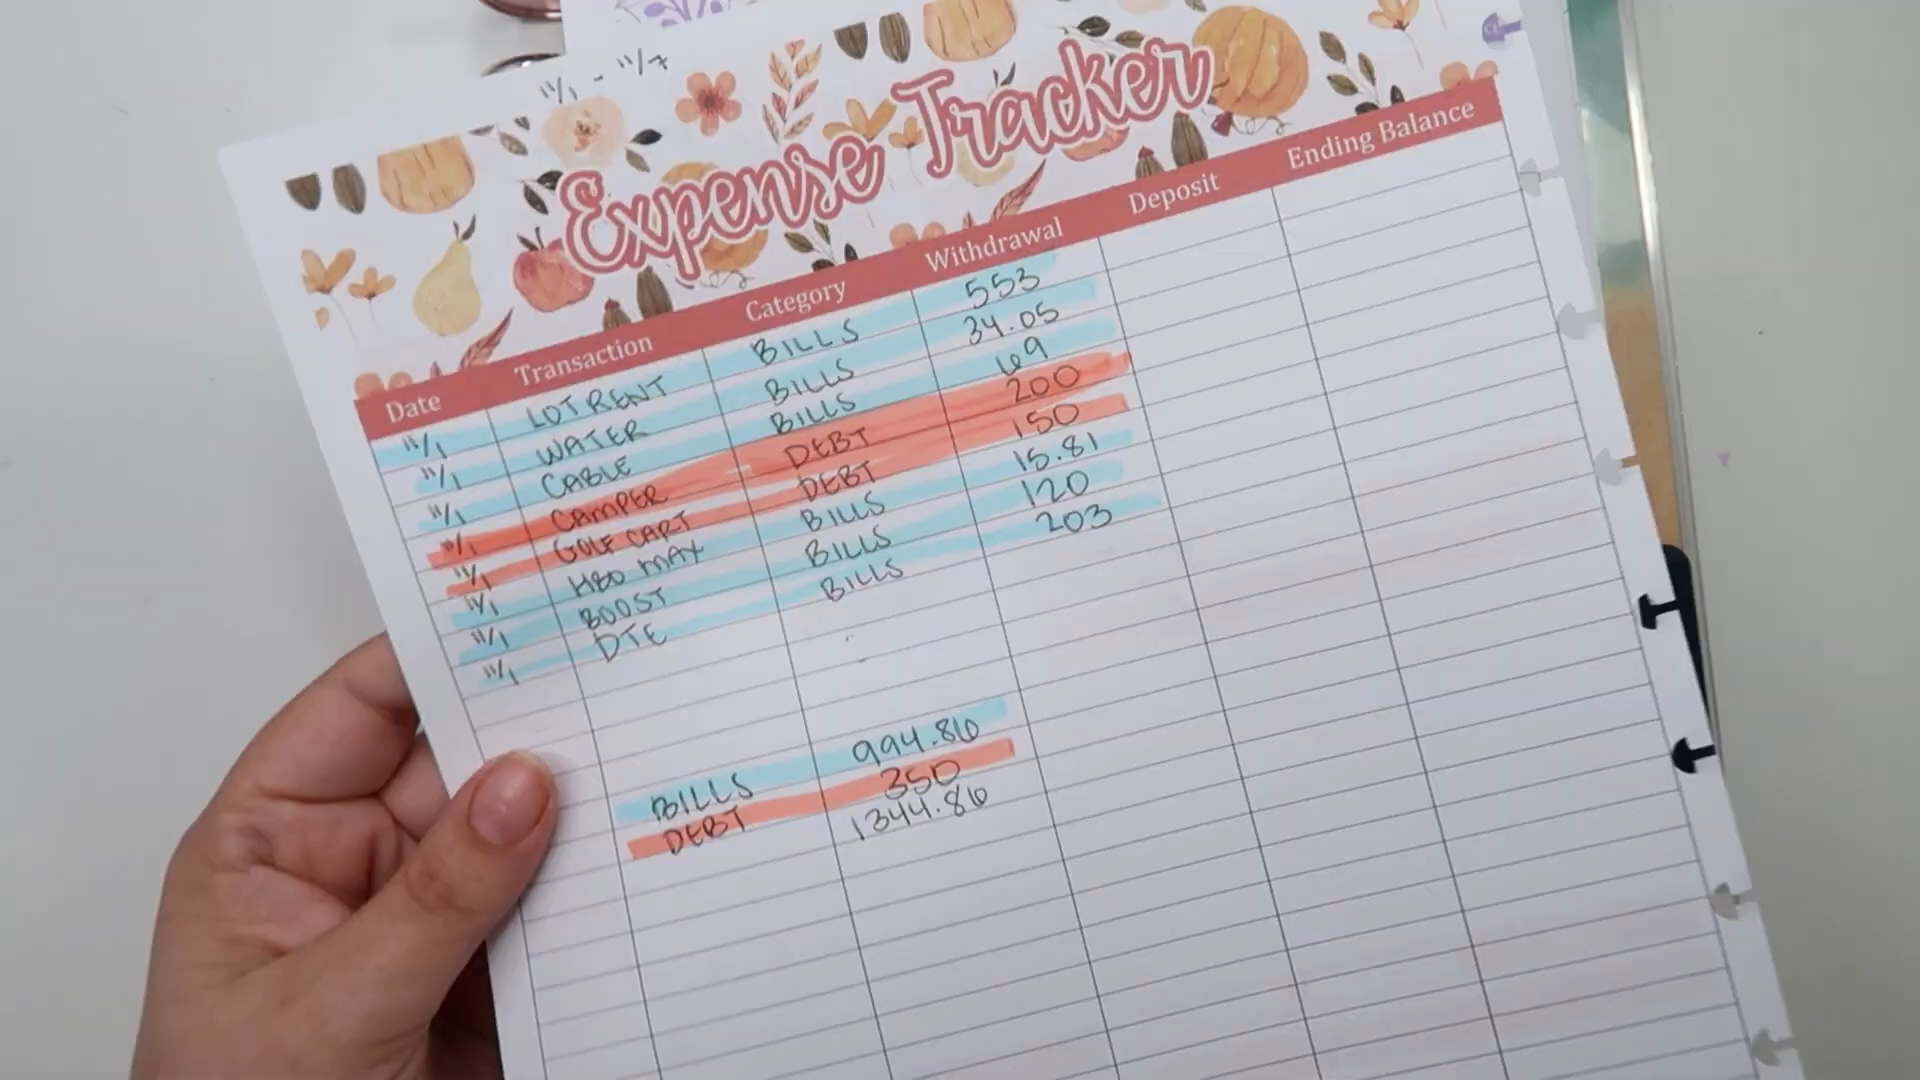 11/1 - 11/7
Expense Tracker
Date Transaction Category Withdrawal Deposit Ending Balance
11/1 LOT RENT BILLS 553
11/1 WATER BILLS 34.05
11/1 CABLE BILLS 69
11/1 CAMPER DEBT 200
11/1 GOLF CART DEBT 150
11/1 HBO MAX BILLS 15.81
11/1 BOOST BILLS 120
11/1 DTE BILLS 203
BILLS 994.86
DEBT 350
1344.86